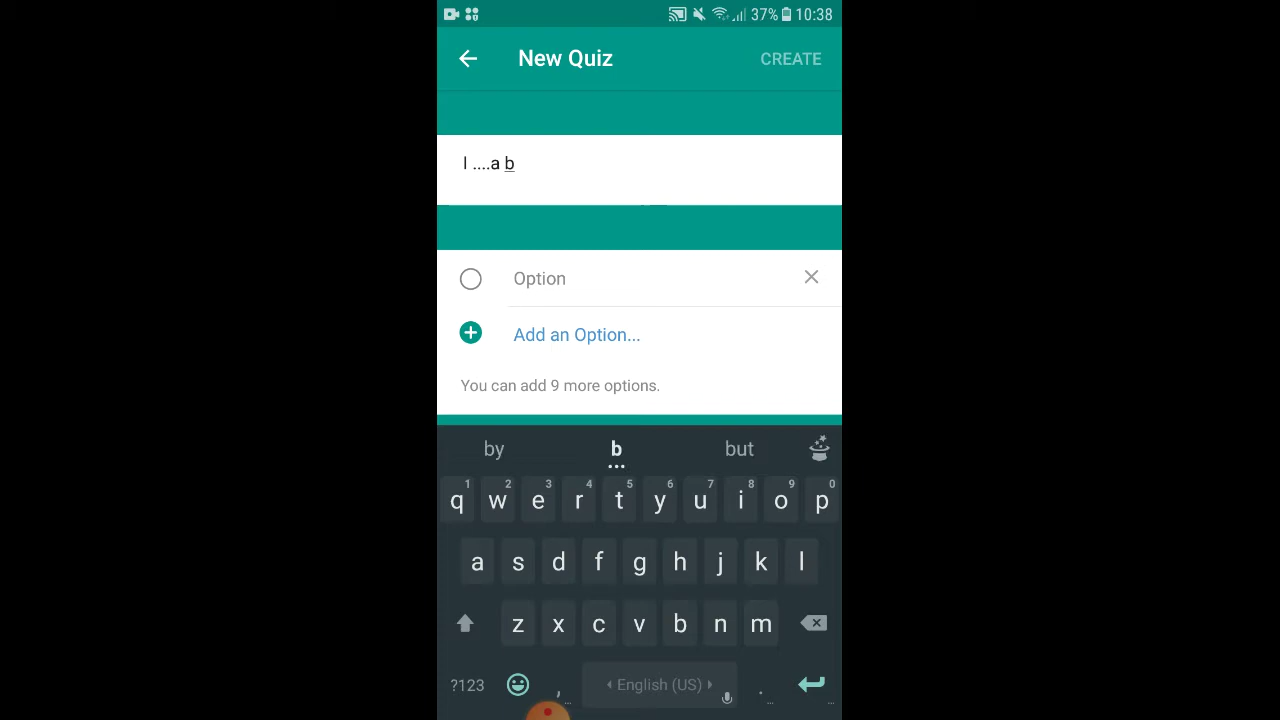 37% 10:38
New Quiz CREATE
I ....a b
Option
Add an Option...
You can add 9 more options.
by b but
1 2 3 4 5 6 7 8 9 0
q w e r t y u i o p
a s d f g h j k l
z x c v b n m
?123 , English (US) .